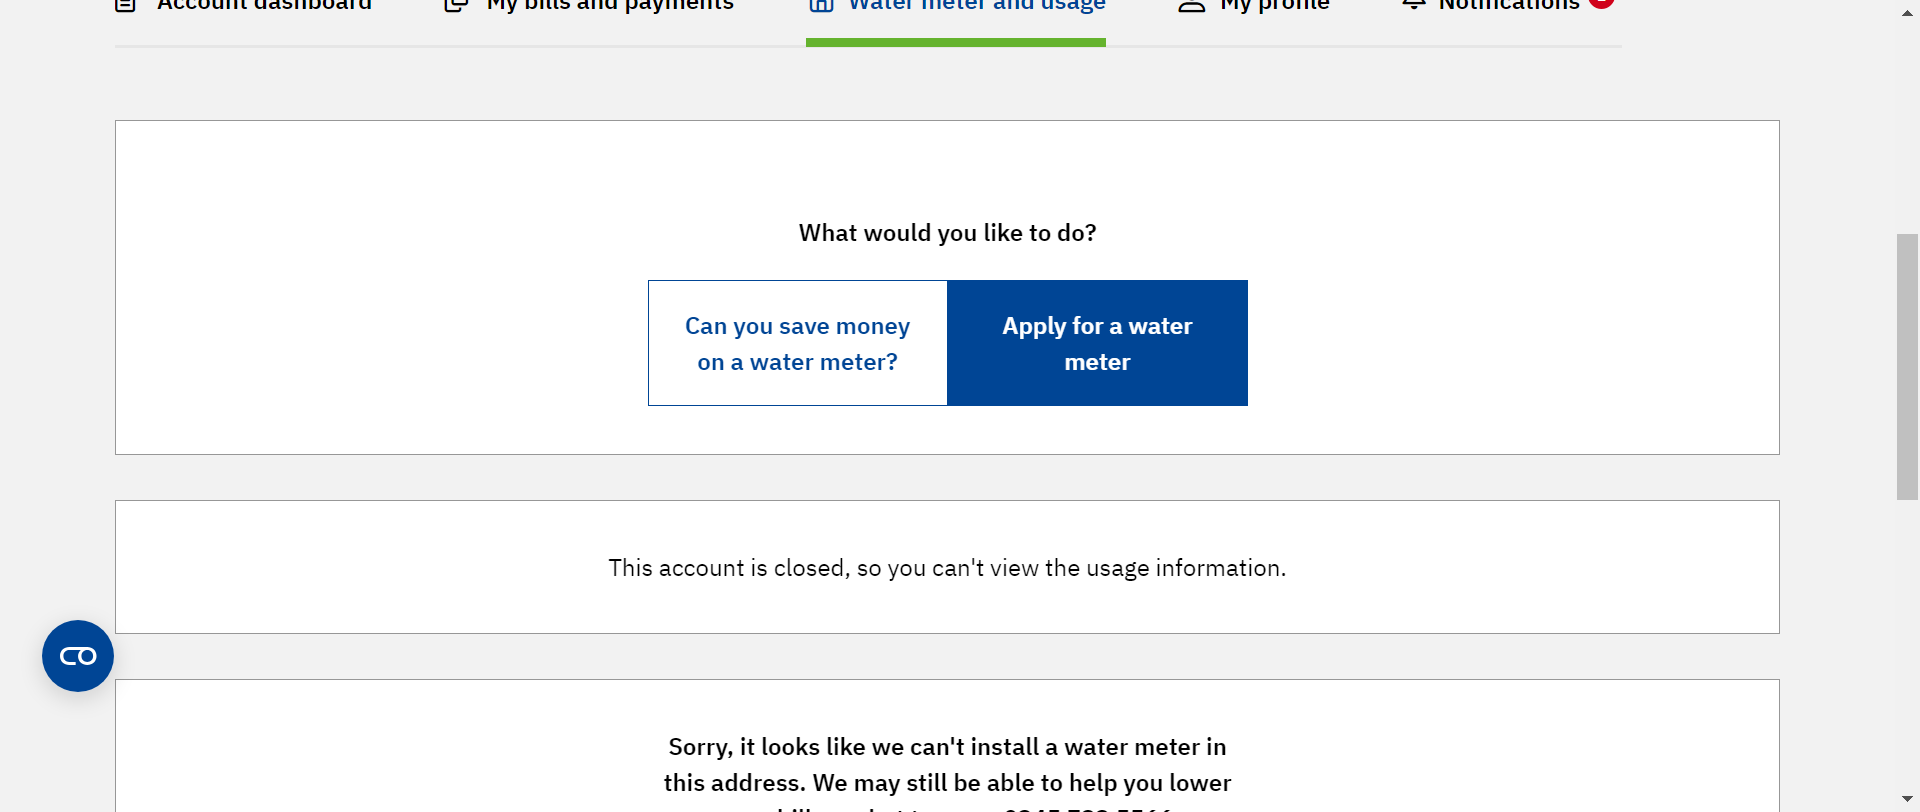 Account dashboard My bills and payments Water meter and usage My profile Notifications
What would you like to do?
Can you save money
on a water meter?
Apply for a water
meter
This account is closed, so you can't view the usage information.
Sorry, it looks like we can't install a water meter in
this address. We may still be able to help you lower